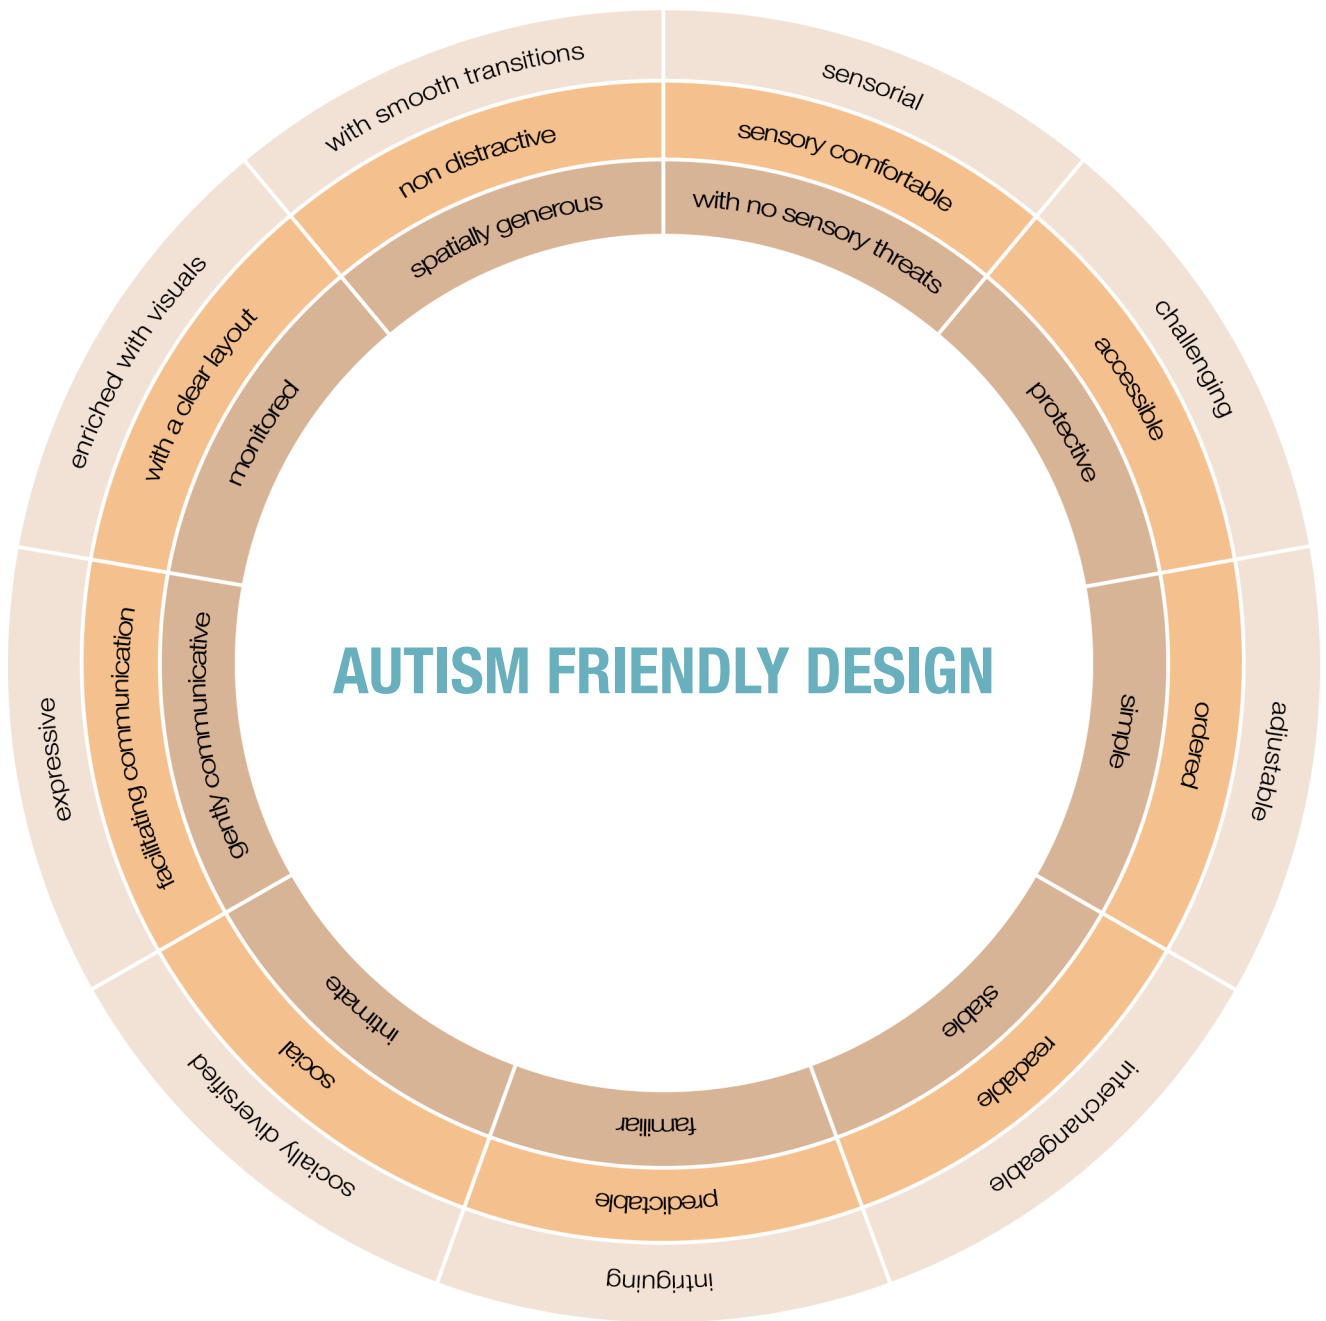 AUTISM FRIENDLY DESIGN
sensorial
challenging
adjustable
interchangeable
intriguing
socially diversified
expressive
enriched with visuals
with smooth transitions
sensory comfortable
accessible
ordered
readable
predictable
social
facilitating communication
with a clear layout
non distractive
with no sensory threats
protective
simple
stable
familiar
intimate
gently communicative
monitored
spatially generous